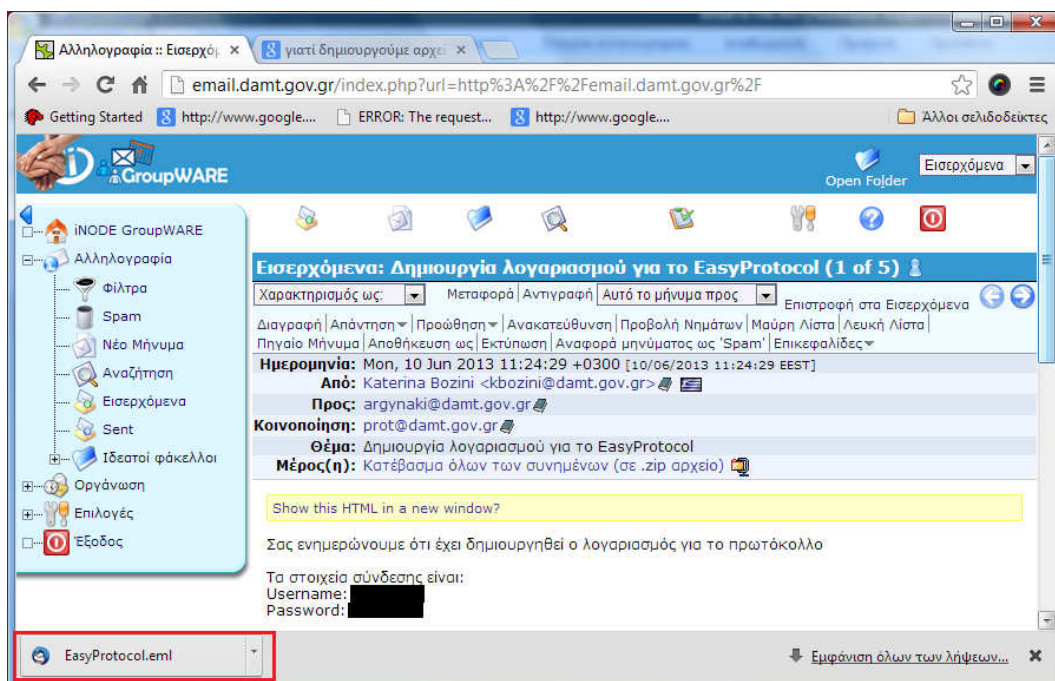 Αλληλογραφία :: Εισερχό
γιατί δημιουργούμε αρχε
email.damt.gov.gr/index.php?url=http%3A%2F%2Femail.damt.gov.gr%2F
Getting Started http://www.google.... ERROR: The request... http://www.google.... Άλλοι σελιδοδείκτες
iD GroupWARE
Open Folder
Εισερχόμενα
iNODE GroupWARE
Αλληλογραφία
Φίλτρα
Spam
Νέο Μήνυμα
Αναζήτηση
Εισερχόμενα
Sent
Ιδεατοί φάκελλοι
Οργάνωση
Επιλογές
Έξοδος
Εισερχόμενα: Δημιουργία λογαριασμού για το EasyProtocol (1 of 5)
Χαρακτηρισμός ως: Μεταφορά Αντιγραφή Αυτό το μήνυμα προς Επιστροφή στα Εισερχόμενα
Διαγραφή Απάντηση Προώθηση Ανακατεύθυνση Προβολή Νημάτων Μαύρη Λίστα Λευκή Λίστα
Πηγαίο Μήνυμα Αποθήκευση ως Εκτύπωση Αναφορά μηνύματος ως 'Spam' Επικεφαλίδες
Ημερομηνία: Mon, 10 Jun 2013 11:24:29 +0300 [10/06/2013 11:24:29 EEST]
Από: Katerina Bozini <kbozini@damt.gov.gr>
Προς: argynaki@damt.gov.gr
Κοινοποίηση: prot@damt.gov.gr
Θέμα: Δημιουργία λογαριασμού για το EasyProtocol
Μέρος(η): Κατέβασμα όλων των συνημένων (σε .zip αρχείο)
Show this HTML in a new window?
Σας ενημερώνουμε ότι έχει δημιουργηθεί ο λογαριασμός για το πρωτόκολλο
Τα στοιχεία σύνδεσης είναι:
Username:
Password:
EasyProtocol.eml
Εμφάνιση όλων των λήψεων...